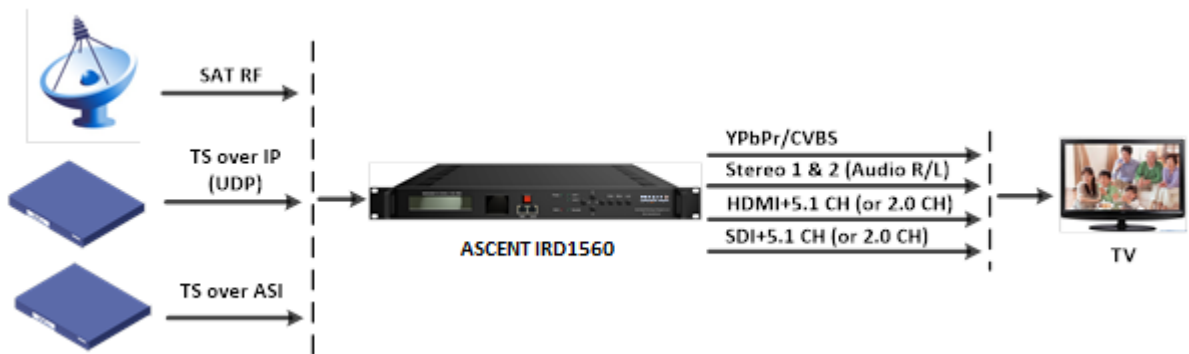 SAT RF
TS over IP
(UDP)
TS over ASI
ASCENT IRD1560
YPbPr/CVBS
Stereo 1 & 2 (Audio R/L)
HDMI+5.1 CH (or 2.0 CH)
SDI+5.1 CH (or 2.0 CH)
TV